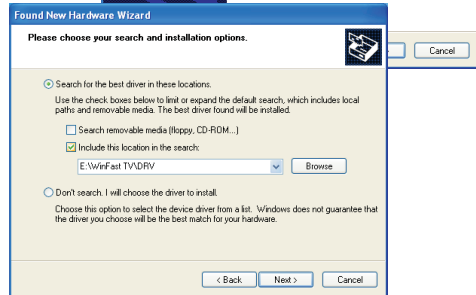 Found New Hardware Wizard
Please choose your search and installation options.
Search for the best driver in these locations.
Use the check boxes below to limit or expand the default search, which includes local
paths and removable media. The best driver found will be installed.
Search removable media (floppy, CD-ROM...)
Include this location in the search:
E:\WinFast TV\DRV
Browse
Don't search. I will choose the driver to install.
Choose this option to select the device driver from a list. Windows does not guarantee that
the driver you choose will be the best match for your hardware.
< Back Next > Cancel
Cancel